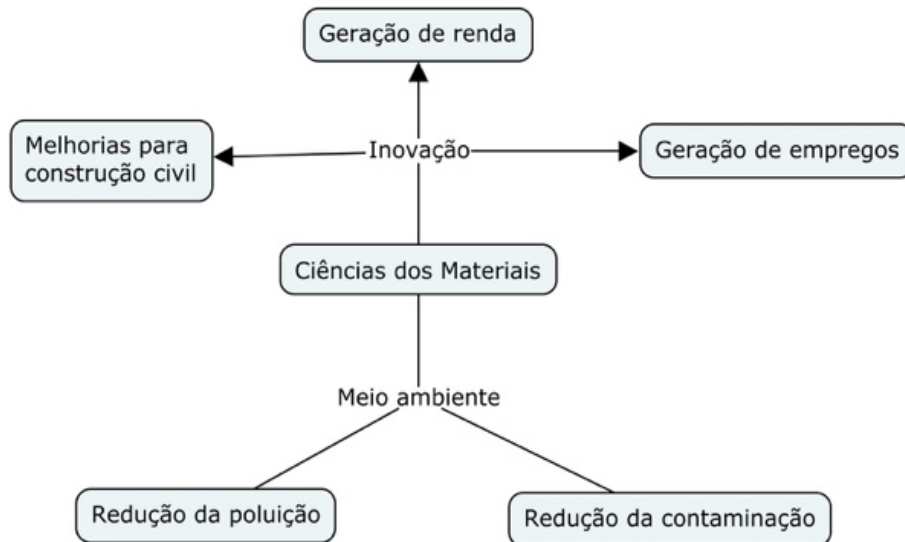 Geração de renda
Melhorias para
construção civil
Inovação
Geração de empregos
Ciências dos Materiais
Meio ambiente
Redução da poluição
Redução da contaminação